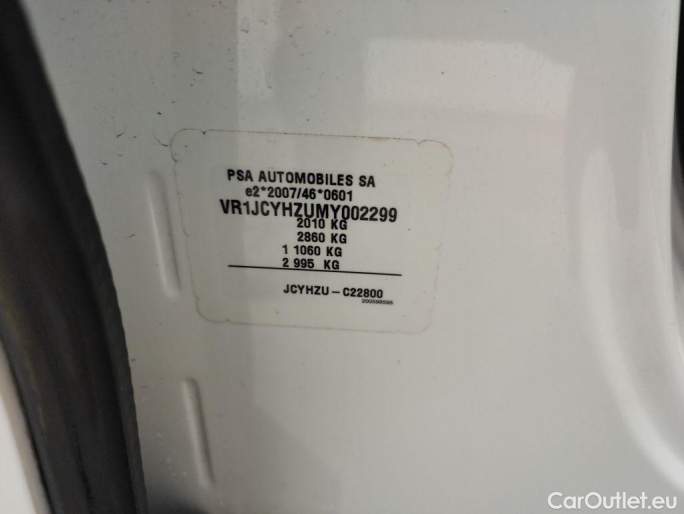 PSA AUTOMOBILES SA
e2*2007/46*0601
VR1JCYHZUMY002299
2010 KG
2860 KG
1 1060 KG
2 995 KG
JCYHZU - C22800
CarOutlet.eu